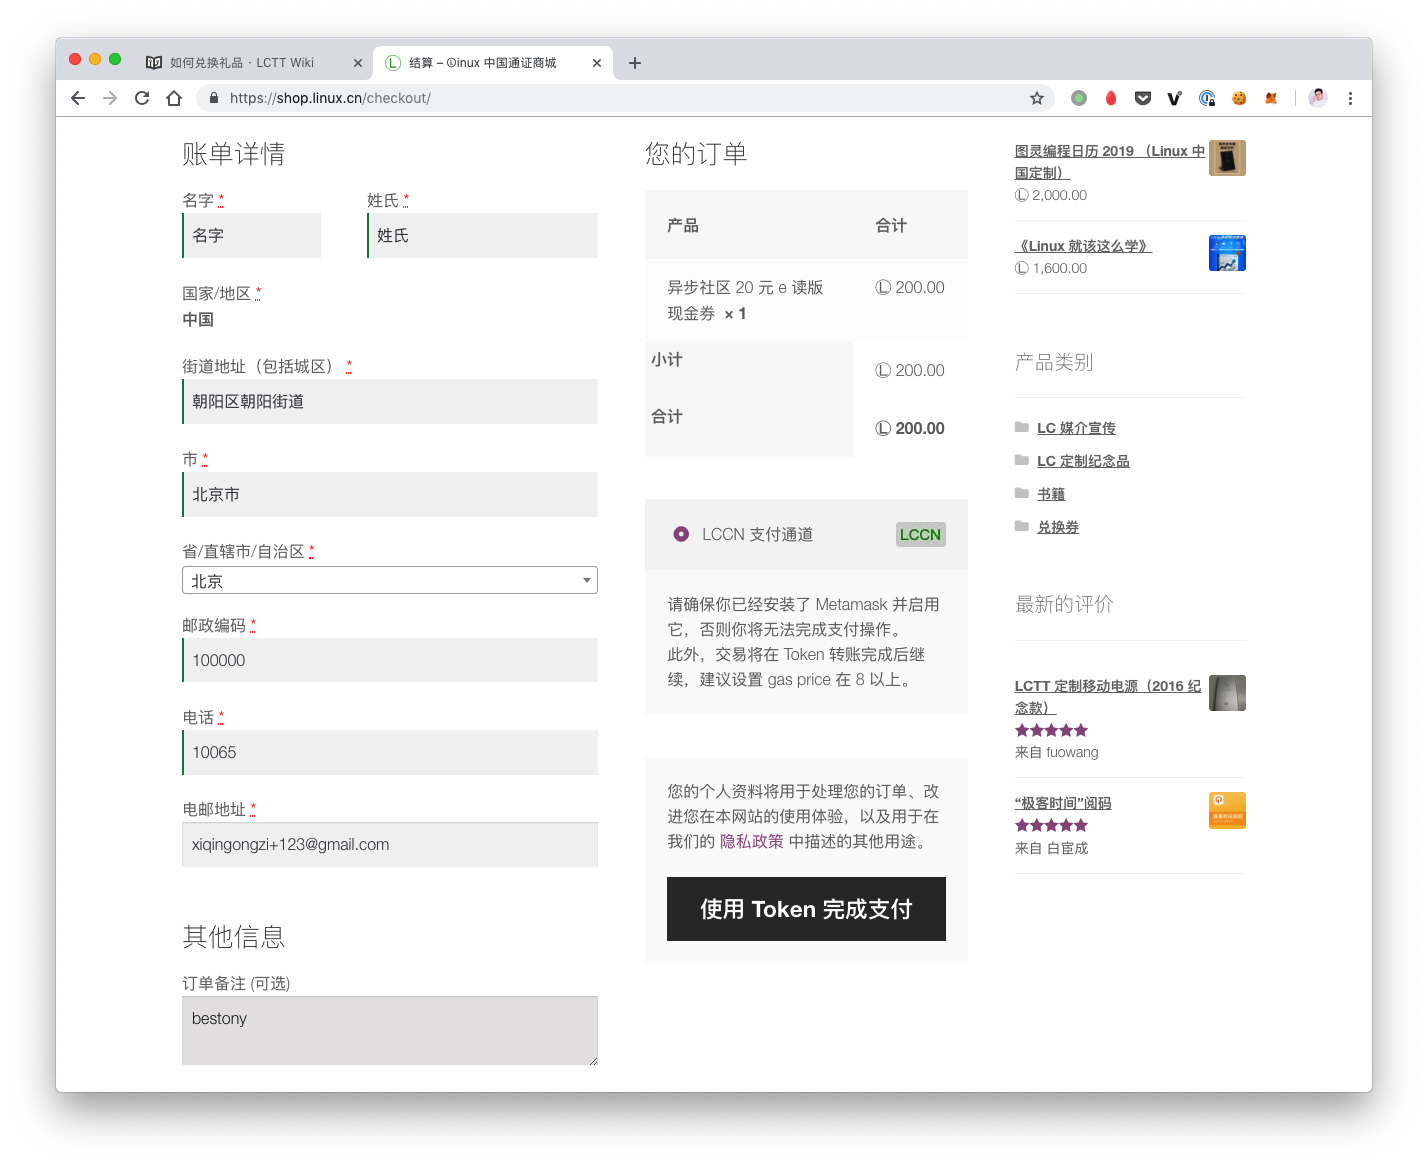 如何兑换礼品 · LCTT Wiki
结算 – Ⓛinux 中国通证商城
https://shop.linux.cn/checkout/
账单详情
名字 *
姓氏 *
名字
姓氏
国家/地区 *
中国
街道地址（包括城区） *
朝阳区朝阳街道
市 *
北京市
省/直辖市/自治区 *
北京
邮政编码 *
100000
电话 *
10065
电邮地址 *
xiqingongzi+123@gmail.com
其他信息
订单备注 (可选)
bestony
您的订单
产品 合计
异步社区 20 元 e 读版 Ⓛ 200.00
现金券 × 1
小计 Ⓛ 200.00
合计 Ⓛ 200.00
LCCN 支付通道 LCCN
请确保你已经安装了 Metamask 并启用
它，否则你将无法完成支付操作。
此外，交易将在 Token 转账完成后继
续，建议设置 gas price 在 8 以上。
您的个人资料将用于处理您的订单、改
进您在本网站的使用体验，以及用于在
我们的 隐私政策 中描述的其他用途。
使用 Token 完成支付
图灵编程日历 2019 （Linux 中
国定制）
Ⓛ 2,000.00
《Linux 就该这么学》
Ⓛ 1,600.00
产品类别
LC 媒介宣传
LC 定制纪念品
书籍
兑换券
最新的评价
LCTT 定制移动电源（2016 纪
念款）
来自 fuowang
“极客时间”阅码
来自 白宦成